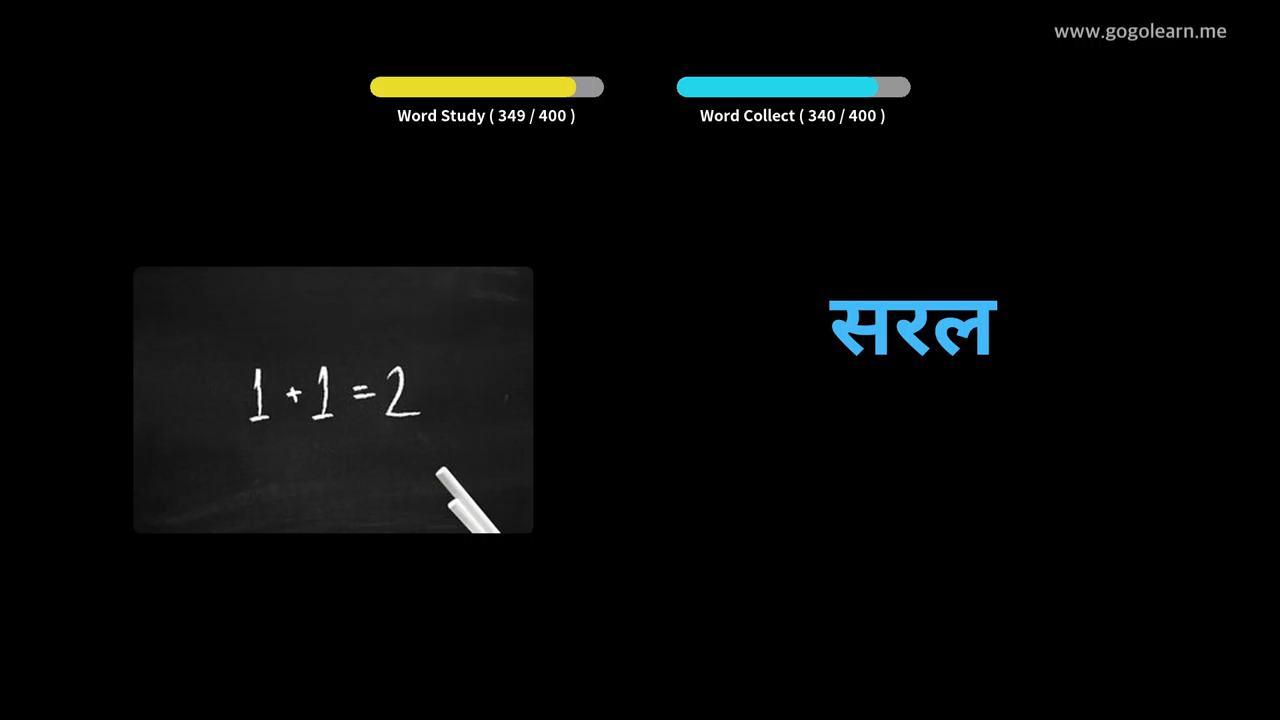 www.gogolearn.me
Word Study ( 349 / 400 )
Word Collect ( 340 / 400 )
सरल
1 + 1 = 2